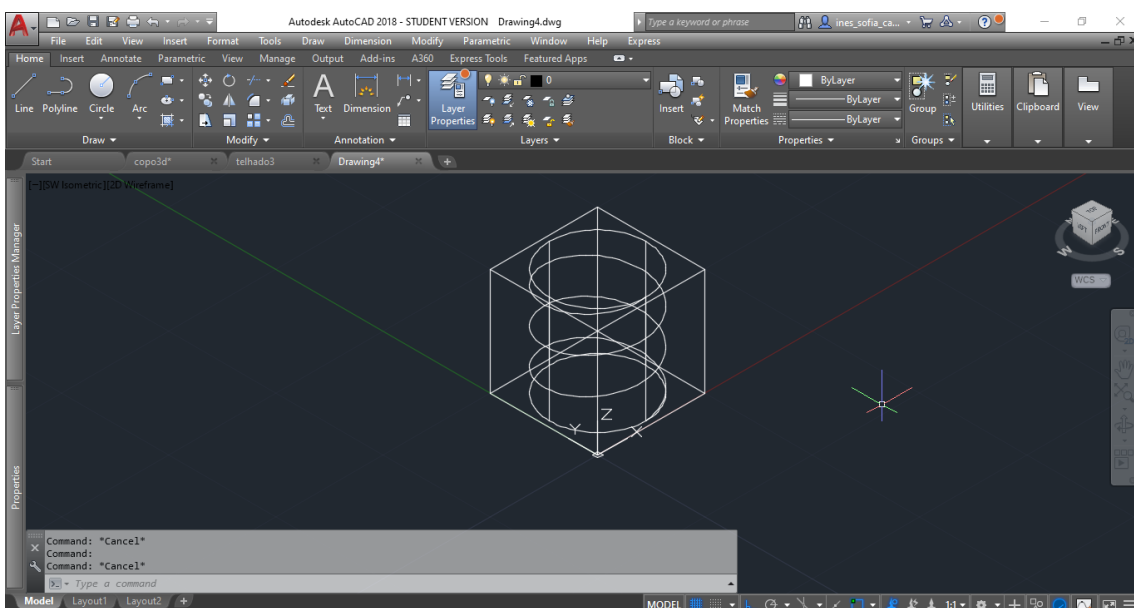 A Autodesk AutoCAD 2018 - STUDENT VERSION Drawing4.dwg Type a keyword or phrase ines_sofia_ca...
File Edit View Insert Format Tools Draw Dimension Modify Parametric Window Help Express
Home Insert Annotate Parametric View Manage Output Add-ins A360 Express Tools Featured Apps
0 ByLayer
Line Polyline Circle Arc Text Dimension Layer Properties Insert Match Properties ByLayer ByLayer Group Utilities Clipboard View
Draw Modify Annotation Layers Block Properties Groups
Start copo3d* telhado3 Drawing4* +
[-][SW Isometric][2D Wireframe]
TOP
LEFT FRONT
W S
WCS
Layer Properties Manager
Z
Y X
Properties
Command: *Cancel*
Command:
Command: *Cancel*
Type a command
Model Layout1 Layout2 + MODEL 1:1